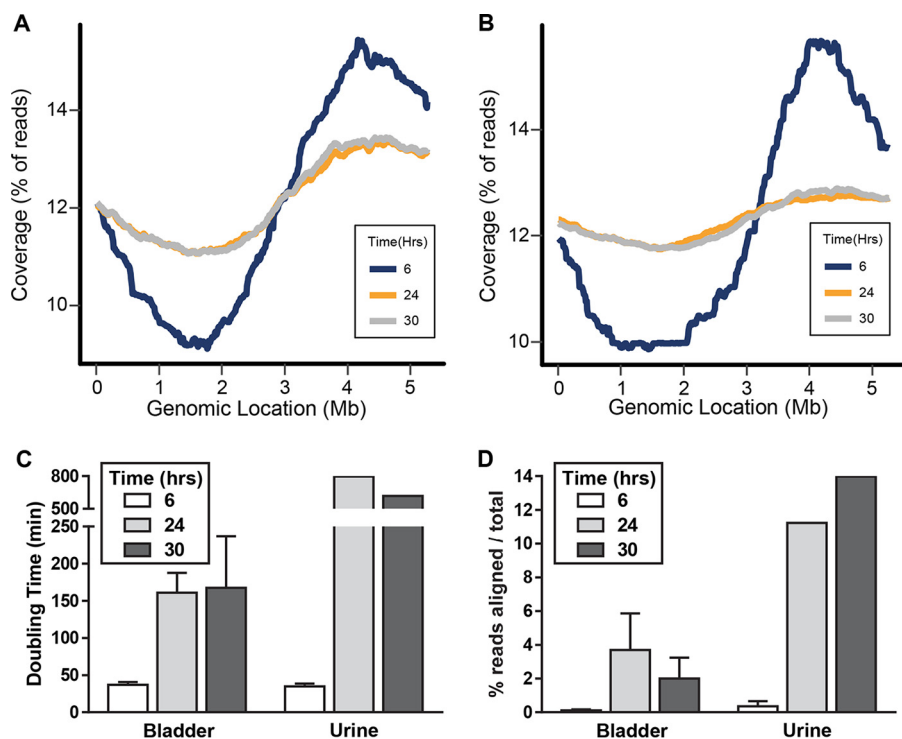 A
Coverage (% of reads)
14
12
10
0 1 2 3 4 5
Genomic Location (Mb)
Time(Hrs)
6
24
30
B
Coverage (% of reads)
14
12
10
0 1 2 3 4 5
Genomic Location (Mb)
Time(Hrs)
6
24
30
C
Doubling Time (min)
800
500
250
200
150
100
50
0
Time (hrs)
6
24
30
Bladder Urine
D
% reads aligned / total
14
12
10
8
6
4
2
0
Time (hrs)
6
24
30
Bladder Urine